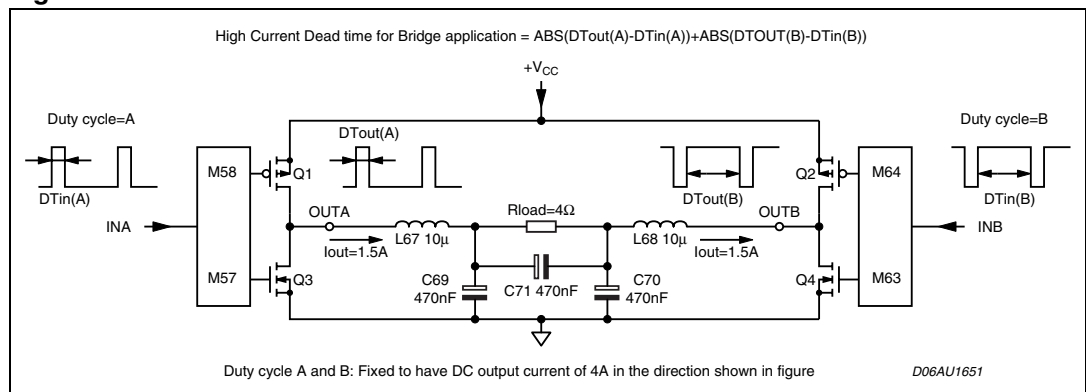 High Current Dead time for Bridge application = ABS(DTout(A)-DTin(A))+ABS(DTOUT(B)-DTin(B))
+VCC
Duty cycle=A
DTin(A)
INA
M58
M57
Q1
Q3
DTout(A)
OUTA
Iout=1.5A
L67 10μ
Rload=4Ω
C69
470nF
C71 470nF
C70
470nF
L68 10μ
Iout=1.5A
OUTB
DTout(B)
Q2
Q4
M64
M63
Duty cycle=B
DTin(B)
INB
Duty cycle A and B: Fixed to have DC output current of 4A in the direction shown in figure
D06AU1651